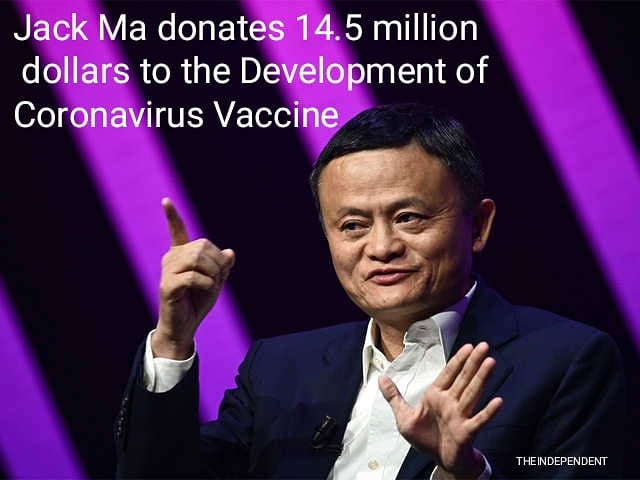 Jack Ma donates 14.5 million
dollars to the Development of
Coronavirus Vaccine
THEINDEPENDENT